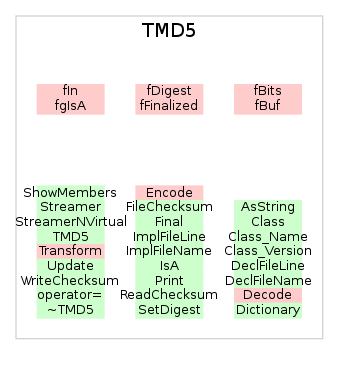 TMD5
fIn
fgIsA
fDigest
fFinalized
fBits
fBuf
ShowMembers
Streamer
StreamerNVirtual
TMD5
Transform
Update
WriteChecksum
operator=
~TMD5
Encode
FileChecksum
Final
ImplFileLine
ImplFileName
IsA
Print
ReadChecksum
SetDigest
AsString
Class
Class_Name
Class_Version
DeclFileLine
DeclFileName
Decode
Dictionary